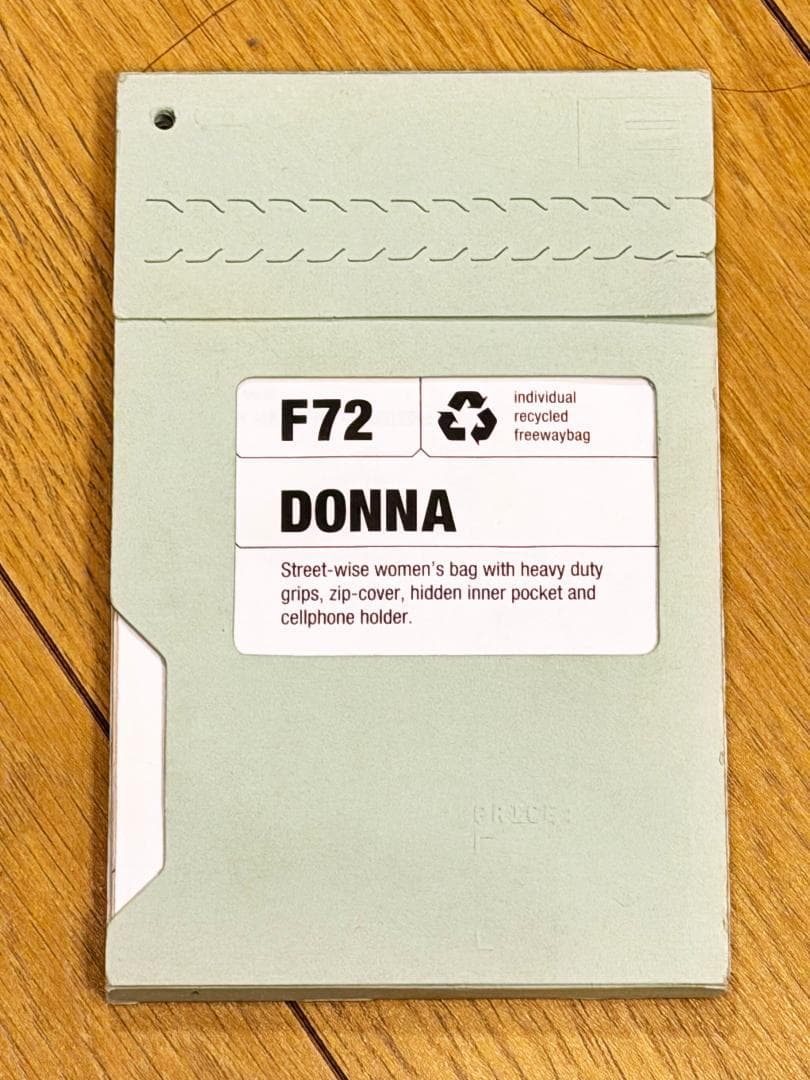 F72
individual
recycled
freewaybag
DONNA
Street-wise women's bag with heavy duty
grips, zip-cover, hidden inner pocket and
cellphone holder.
PRICE: